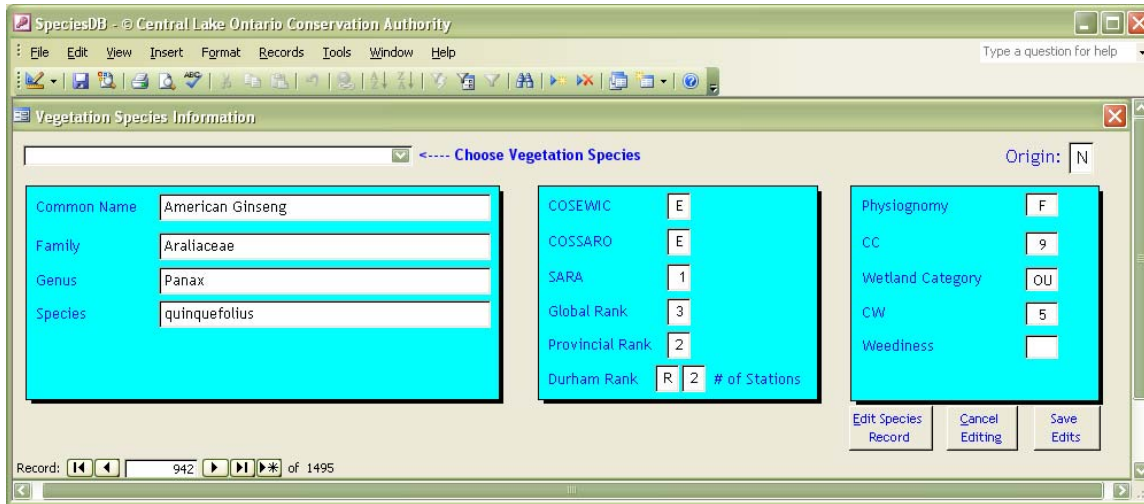 SpeciesDB - © Central Lake Ontario Conservation Authority
File Edit View Insert Format Records Tools Window Help
Type a question for help
Vegetation Species Information
<---- Choose Vegetation Species
Origin: N
Common Name American Ginseng
Family Araliaceae
Genus Panax
Species quinquefolius
COSEWIC E
COSSARO E
SARA 1
Global Rank 3
Provincial Rank 2
Durham Rank R 2 # of Stations
Physiognomy F
CC 9
Wetland Category OU
CW 5
Weediness
Edit Species Record
Cancel Editing
Save Edits
Record: 942 of 1495